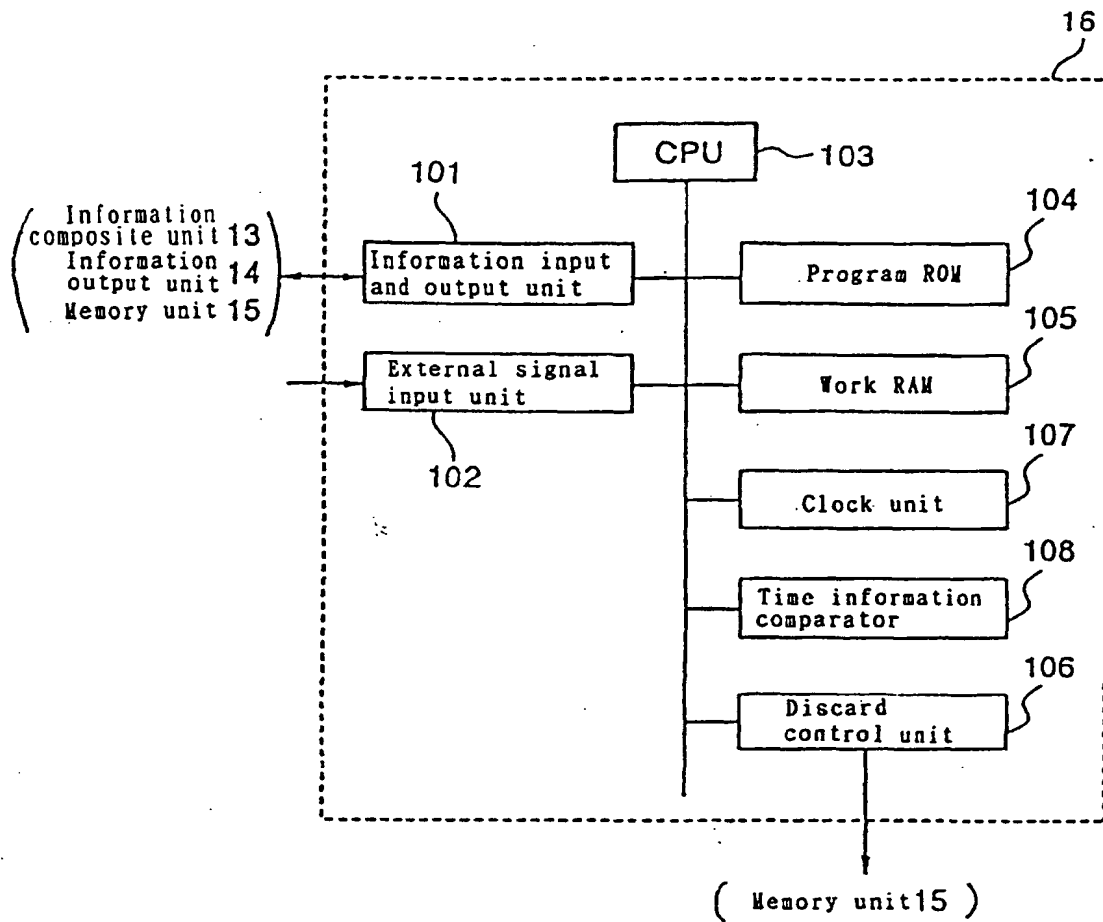 16
CPU
103
101
104
Information
composite unit 13
Information
output unit 14
Memory unit 15
Information input
and output unit
Program ROM
105
External signal
input unit
Work RAM
102
107
Clock unit
108
Time information
comparator
106
Discard
control unit
( Memory unit 15 )